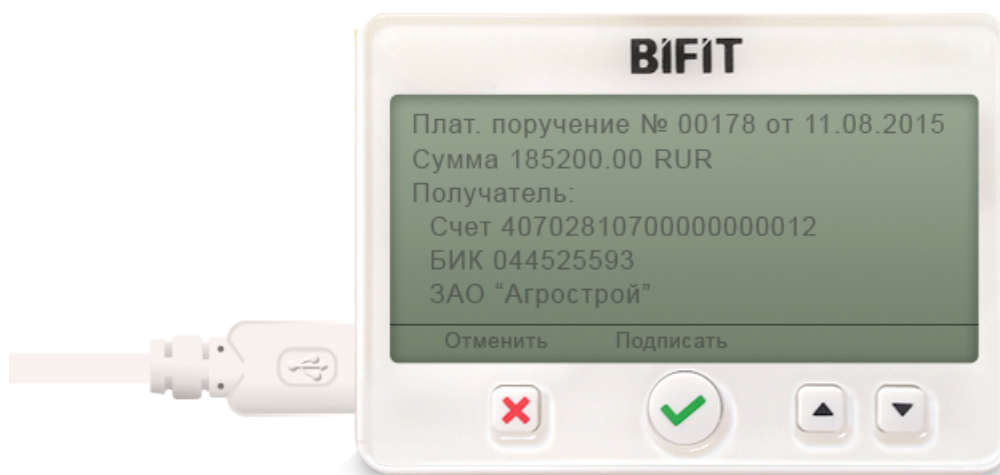 BIFIT
Плат. поручение № 00178 от 11.08.2015
Сумма 185200.00 RUR
Получатель:
Счет 40702810700000000012
БИК 044525593
ЗАО “Агрострой”
Отменить Подписать